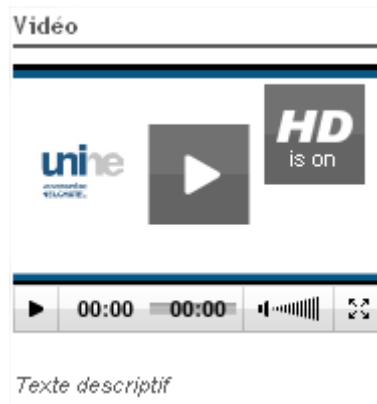 Vidéo
HD
is on
unine
00:00 00:00
Texte descriptif